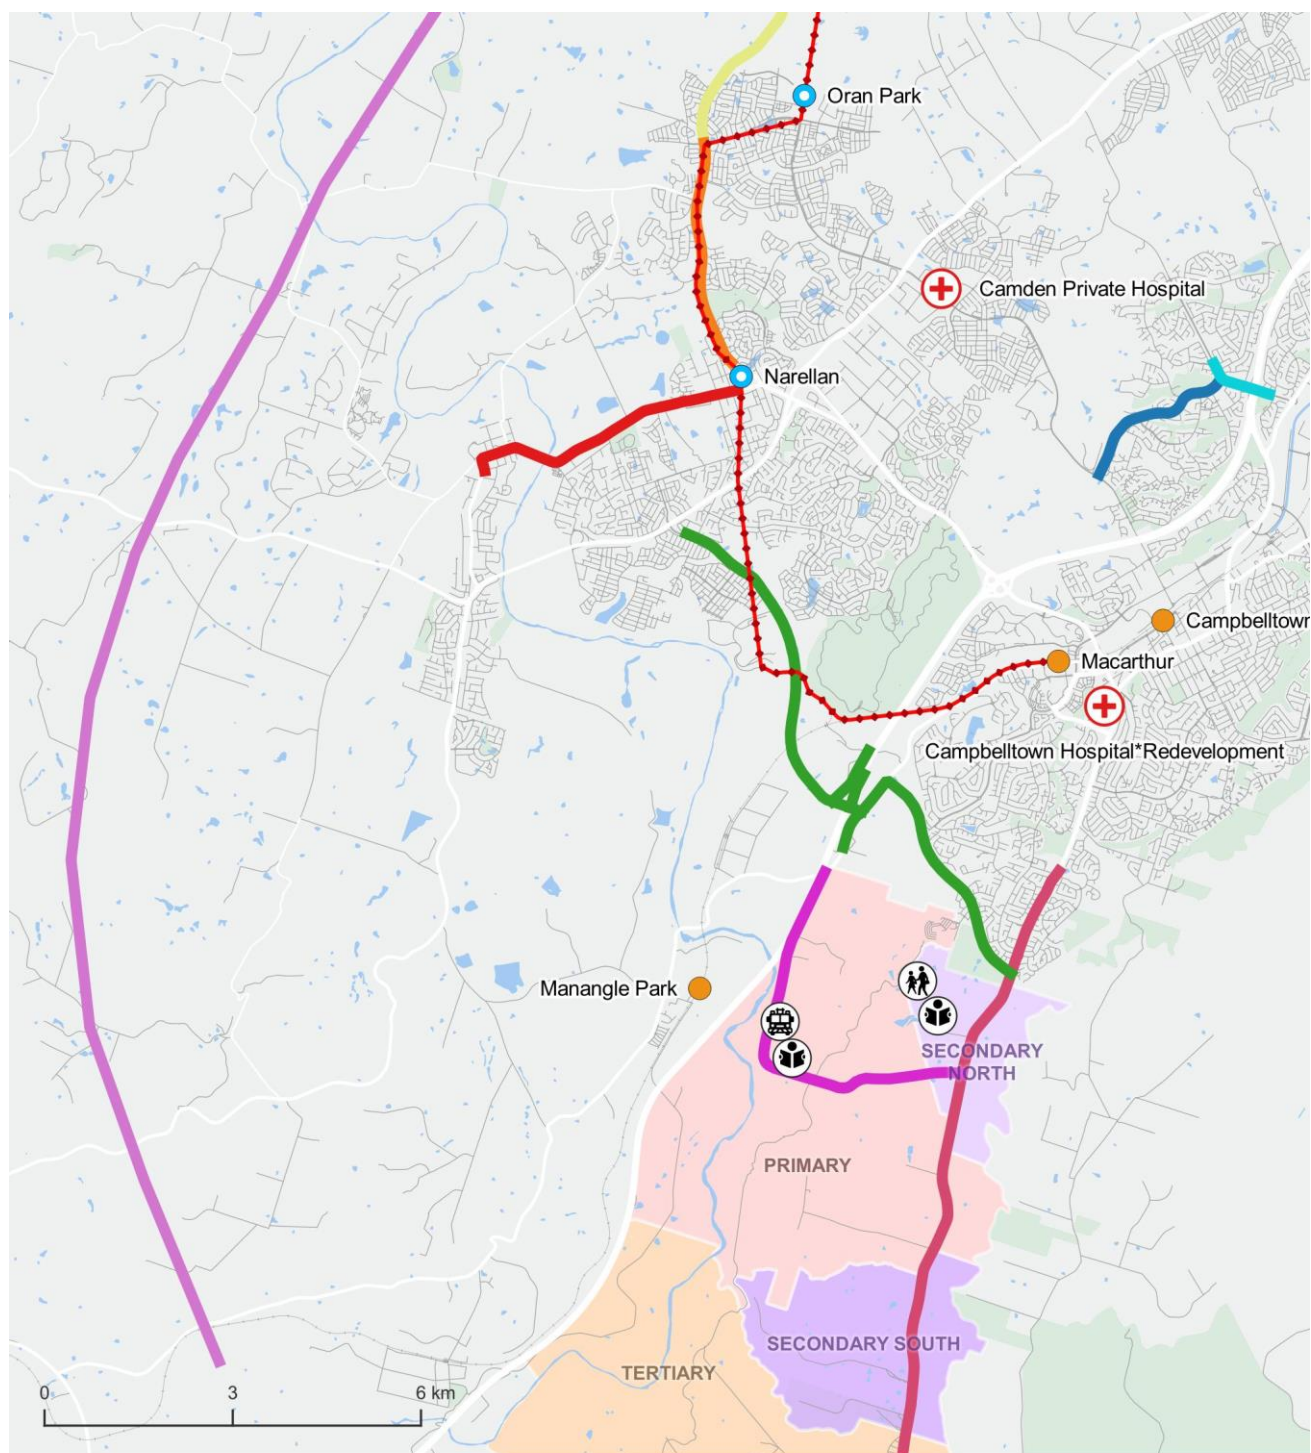 Oran Park
Camden Private Hospital
Narellan
Campbelltown
Macarthur
Campbelltown Hospital*Redevelopment
Manangle Park
SECONDARY
NORTH
PRIMARY
SECONDARY SOUTH
TERTIARY
0 3 6 km